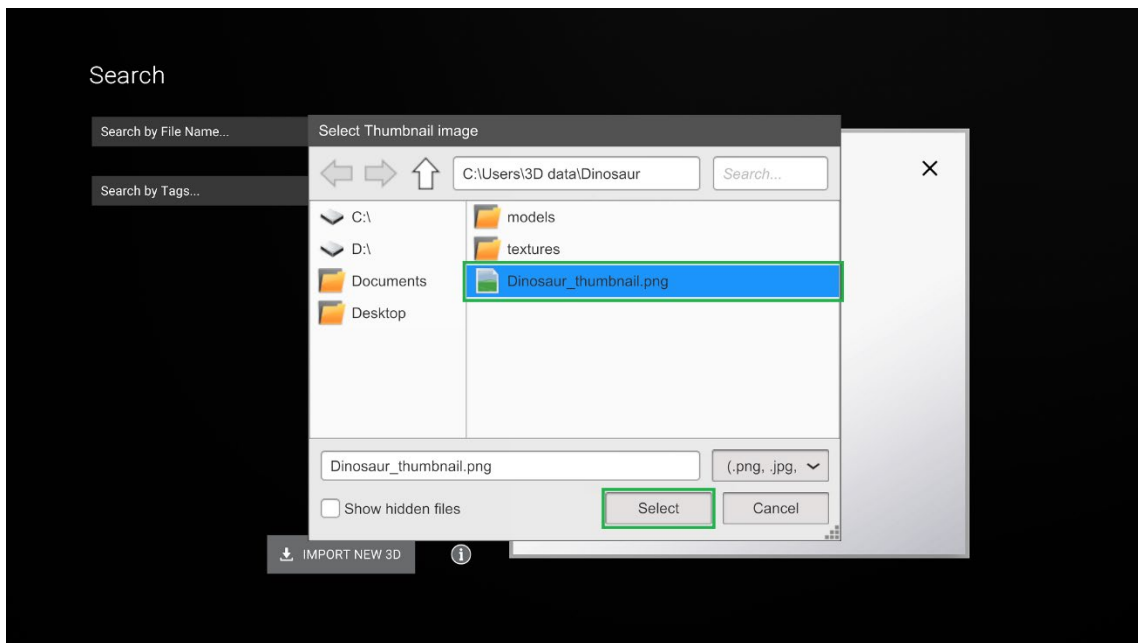 Search
Search by File Name...
Search by Tags...
Select Thumbnail image
C:\Users\3D data\Dinosaur
Search...
C:\
D:\
Documents
Desktop
models
textures
Dinosaur_thumbnail.png
Dinosaur_thumbnail.png
(.png, .jpg,
Show hidden files
Select
Cancel
IMPORT NEW 3D